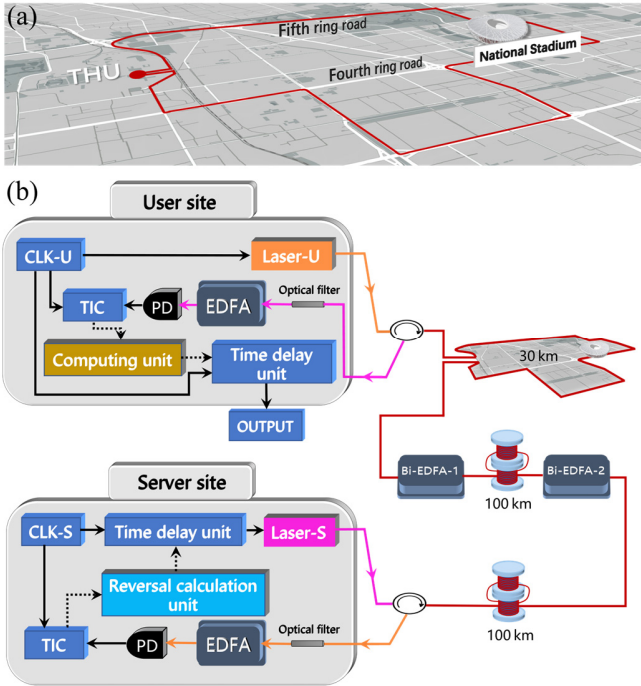 (a)
Fifth ring road
National Stadium
THU
Fourth ring road
(b)
User site
CLK-U
Laser-U
Optical filter
TIC
PD
EDFA
Computing unit
Time delay
unit
OUTPUT
30 km
Bi-EDFA-1
Bi-EDFA-2
100 km
Server site
CLK-S
Time delay unit
Laser-S
Reversal calculation
unit
Optical filter
TIC
PD
EDFA
100 km